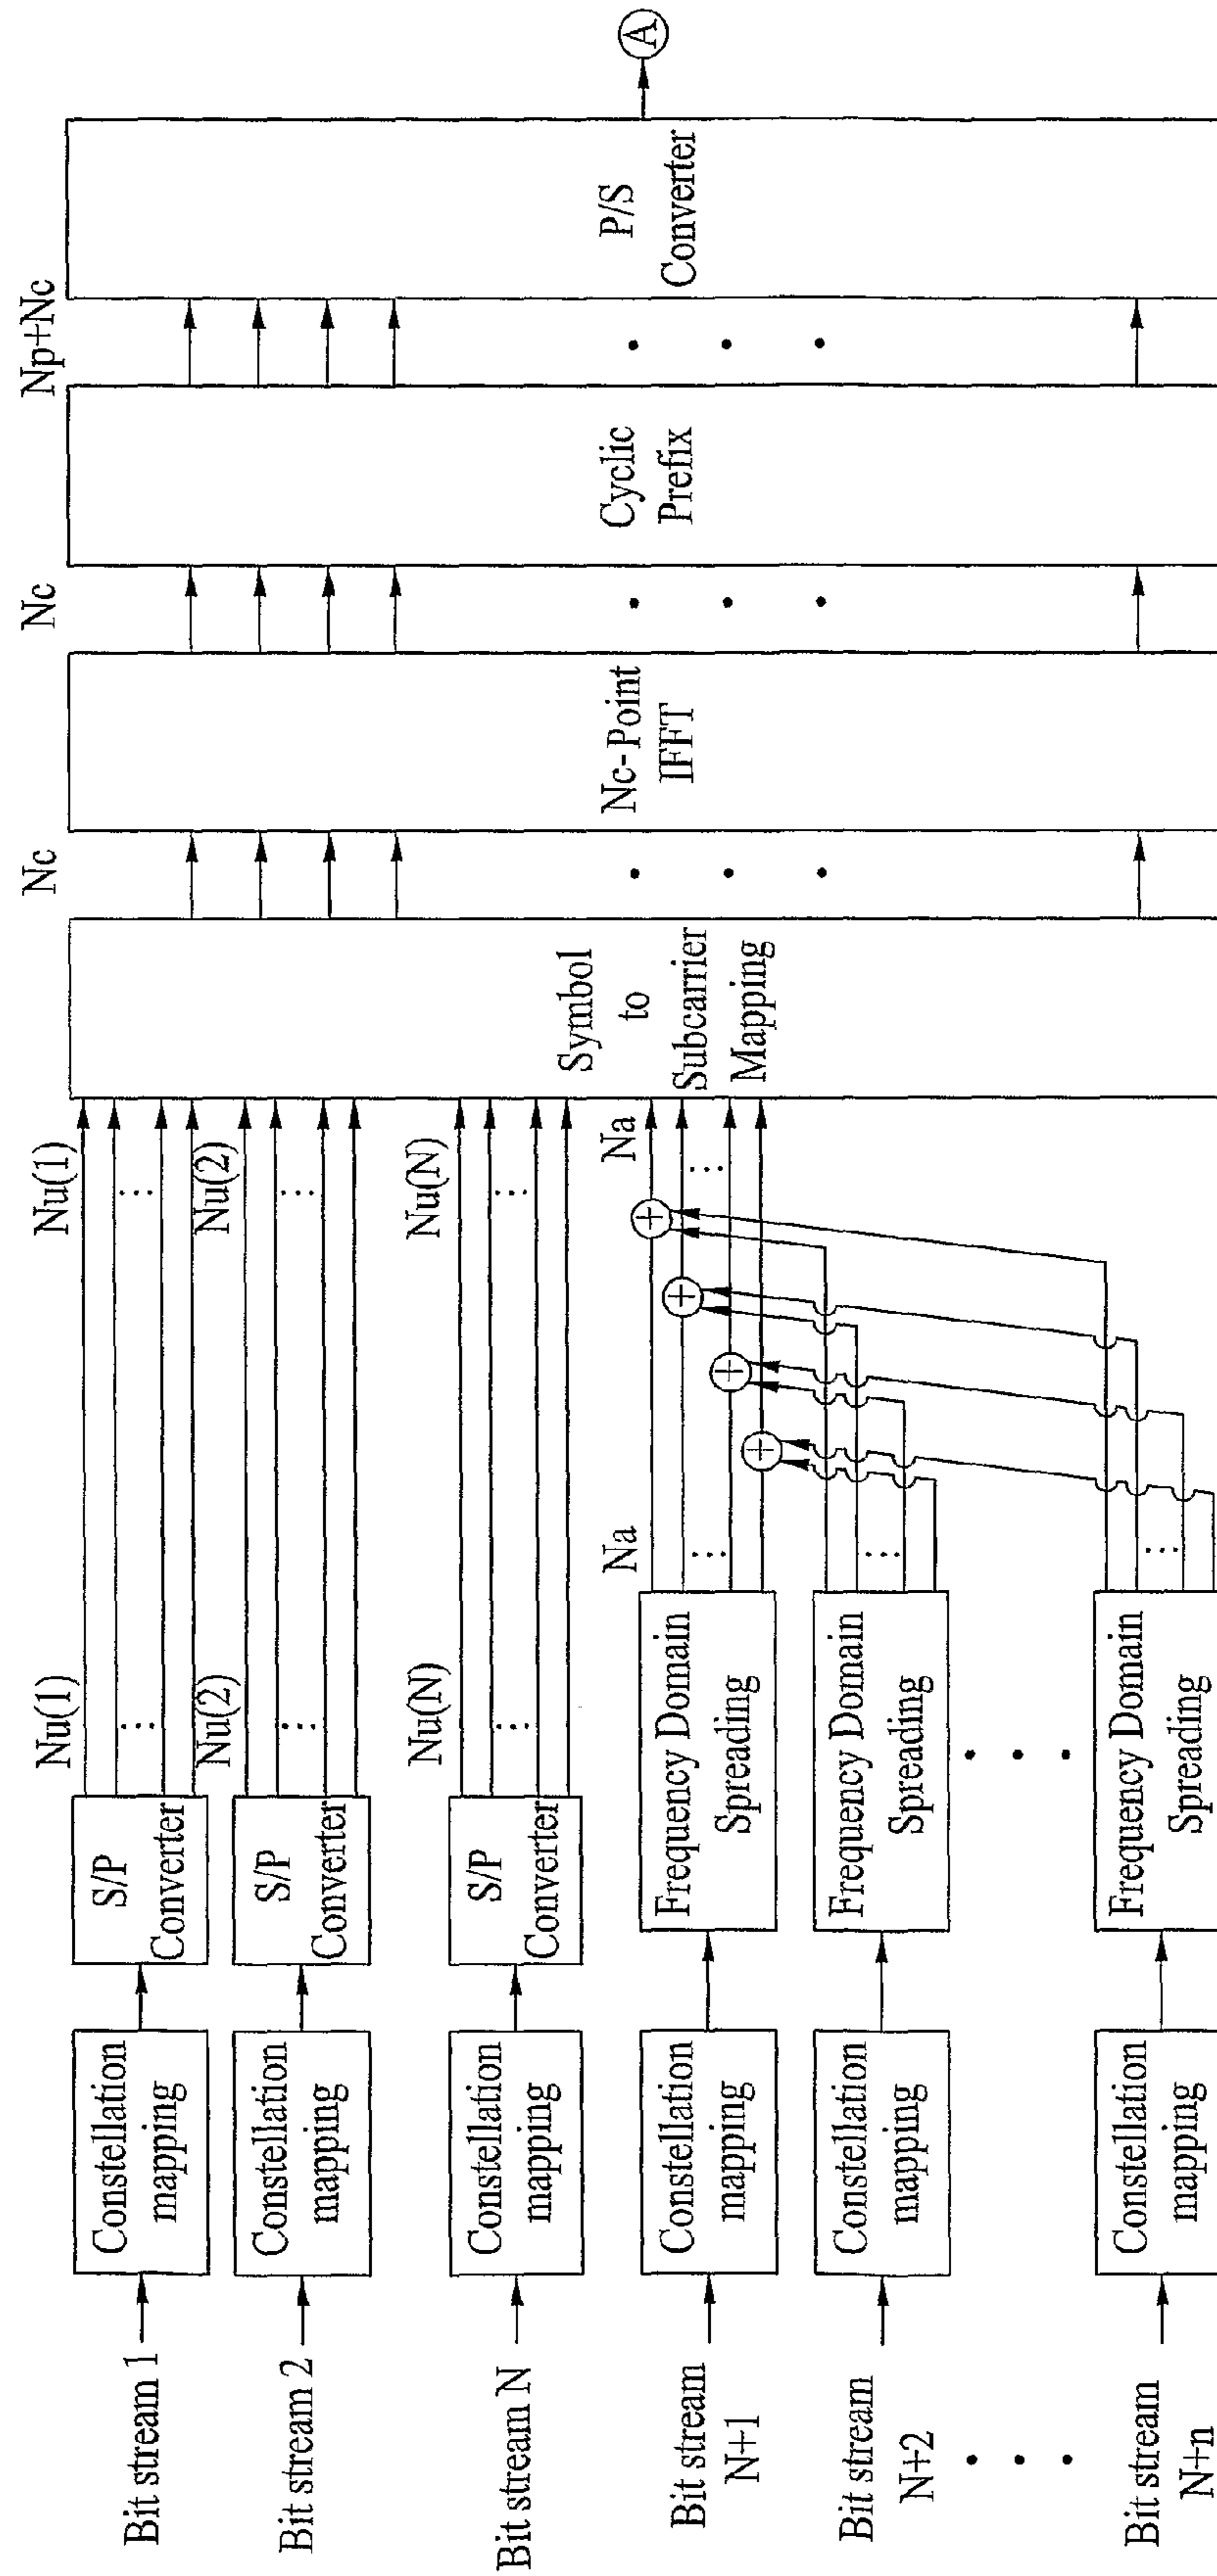 Bit stream 1
Constellation
mapping
S/P
Converter
Nu(1)
...
Nu(1)
...
Bit stream 2
Constellation
mapping
S/P
Converter
Nu(2)
...
Nu(2)
...
Bit stream N
Constellation
mapping
S/P
Converter
Nu(N)
...
Nu(N)
...
Bit stream
N+1
Constellation
mapping
Frequency Domain
Spreading
Na
...
Na
...
Bit stream
N+2
Constellation
mapping
Frequency Domain
Spreading
...
Bit stream
N+n
Constellation
mapping
Frequency Domain
Spreading
...
Symbol
to
Subcarrier
Mapping
Nc
Nc-Point
IFFT
Nc
Cyclic
Prefix
Np+Nc
P/S
Converter
A